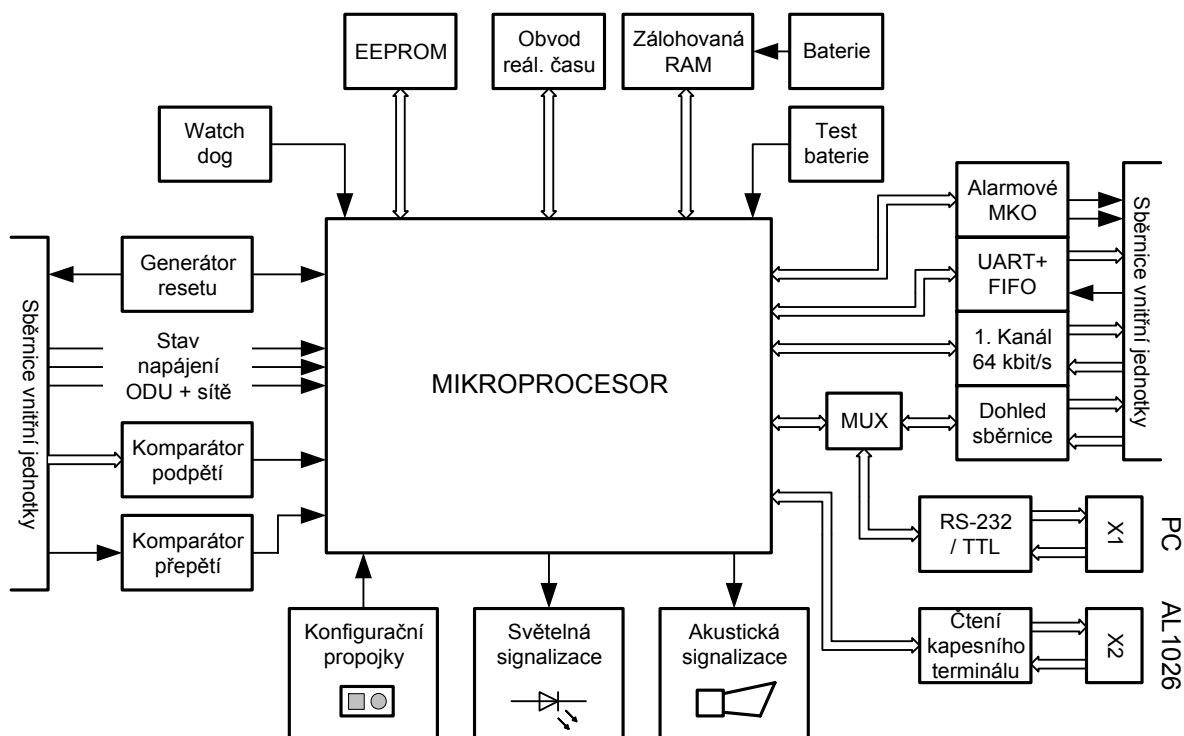 EEPROM
Obvod
reál. času
Zálohovaná
RAM
Baterie
Watch
dog
Test
baterie
Alarmové
MKO
UART+
FIFO
1. Kanál
64 kbit/s
Dohled
sběrnice
Sběrnice vnitřní jednotky
Sběrnice vnitřní jednotky
Generátor
resetu
Stav
napájení
ODU + sítě
Komparátor
podpětí
Komparátor
přepětí
MIKROPROCESOR
MUX
RS-232
/ TTL
X1
PC
Čtení
kapesního
terminálu
X2
AL1026
Konfigurační
propojky
Světelná
signalizace
Akustická
signalizace